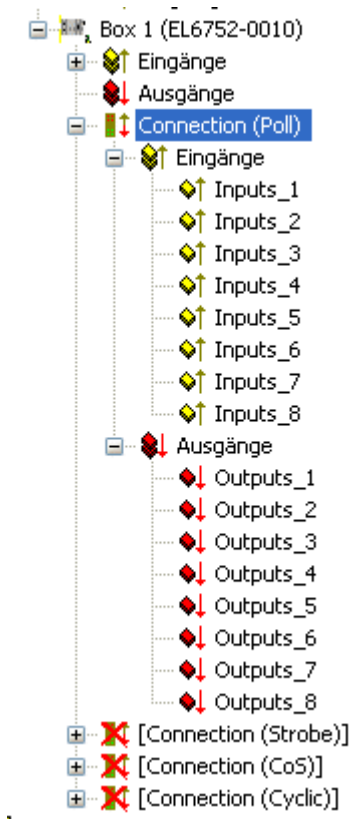 Box 1 (EL6752-0010)
Eingänge
Ausgänge
Connection (Poll)
Eingänge
Inputs_1
Inputs_2
Inputs_3
Inputs_4
Inputs_5
Inputs_6
Inputs_7
Inputs_8
Ausgänge
Outputs_1
Outputs_2
Outputs_3
Outputs_4
Outputs_5
Outputs_6
Outputs_7
Outputs_8
[Connection (Strobe)]
[Connection (CoS)]
[Connection (Cyclic)]